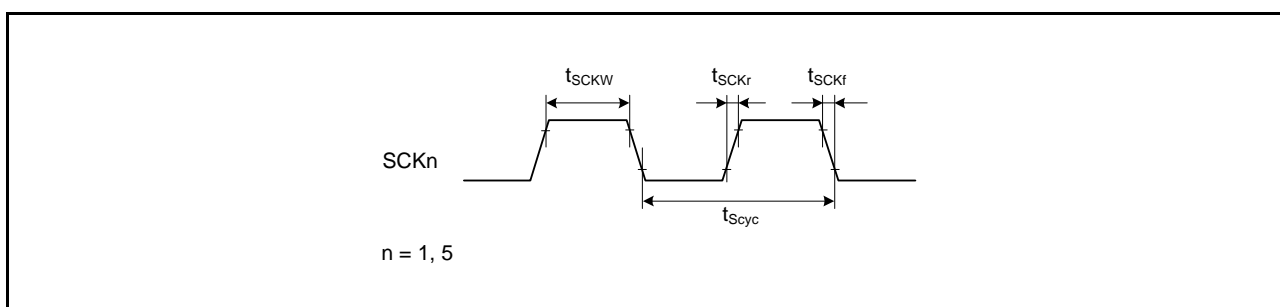 tSCKW
tSCKr
tSCKf
SCKn
tScyc
n = 1, 5